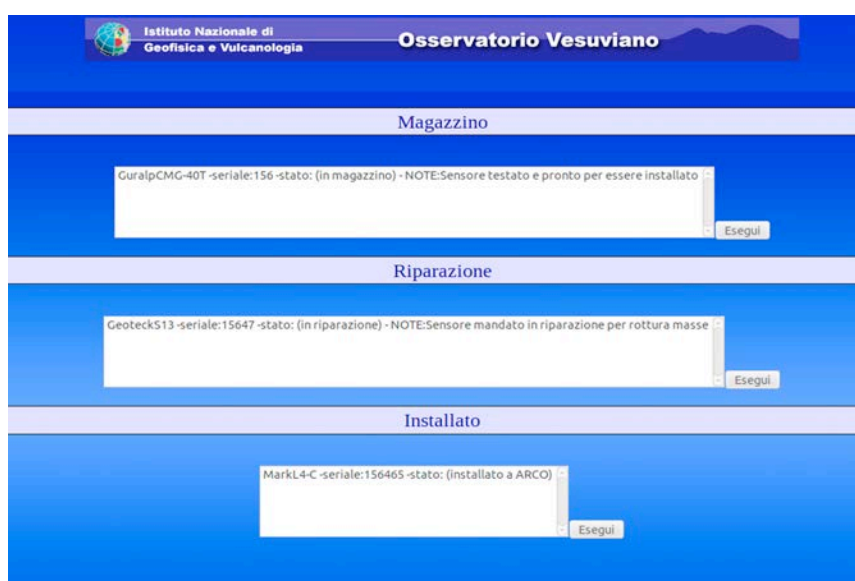 Istituto Nazionale di
Geofisica e Vulcanologia
Osservatorio Vesuviano
Magazzino
GuralpCMG-40T -seriale:156 -stato: (in magazzino) - NOTE:Sensore testato e pronto per essere installato
Esegui
Riparazione
GeoteckS13 -seriale:15647 -stato: (in riparazione) - NOTE:Sensore mandato in riparazione per rottura masse
Esegui
Installato
MarkL4-C -seriale:156465 -stato: (installato a ARCO)
Esegui